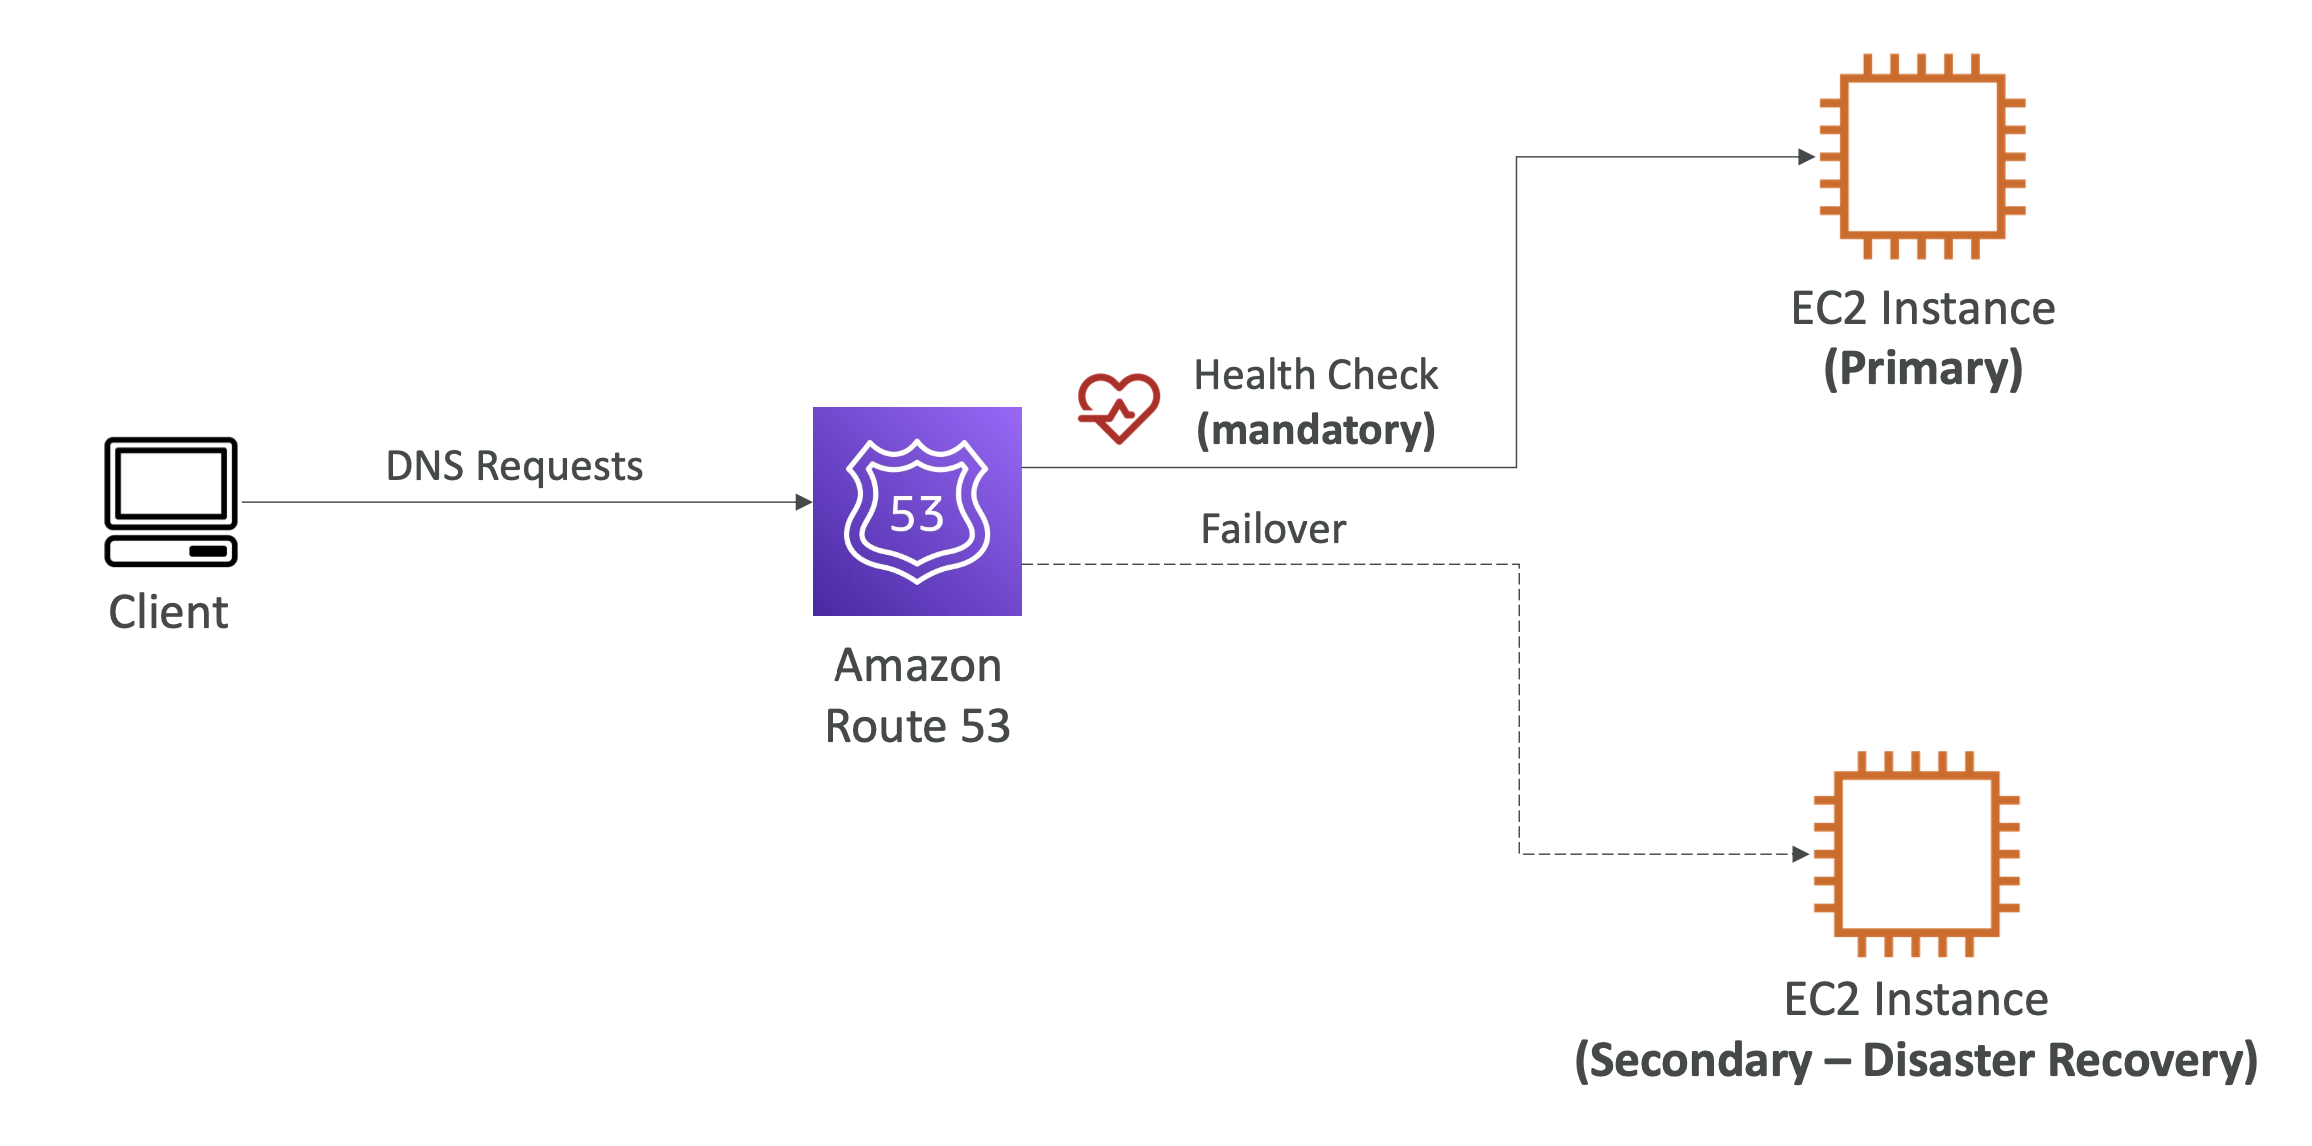 EC2 Instance
(Primary)
Health Check
(mandatory)
DNS Requests
53
Failover
Client
Amazon
Route 53
EC2 Instance
(Secondary – Disaster Recovery)